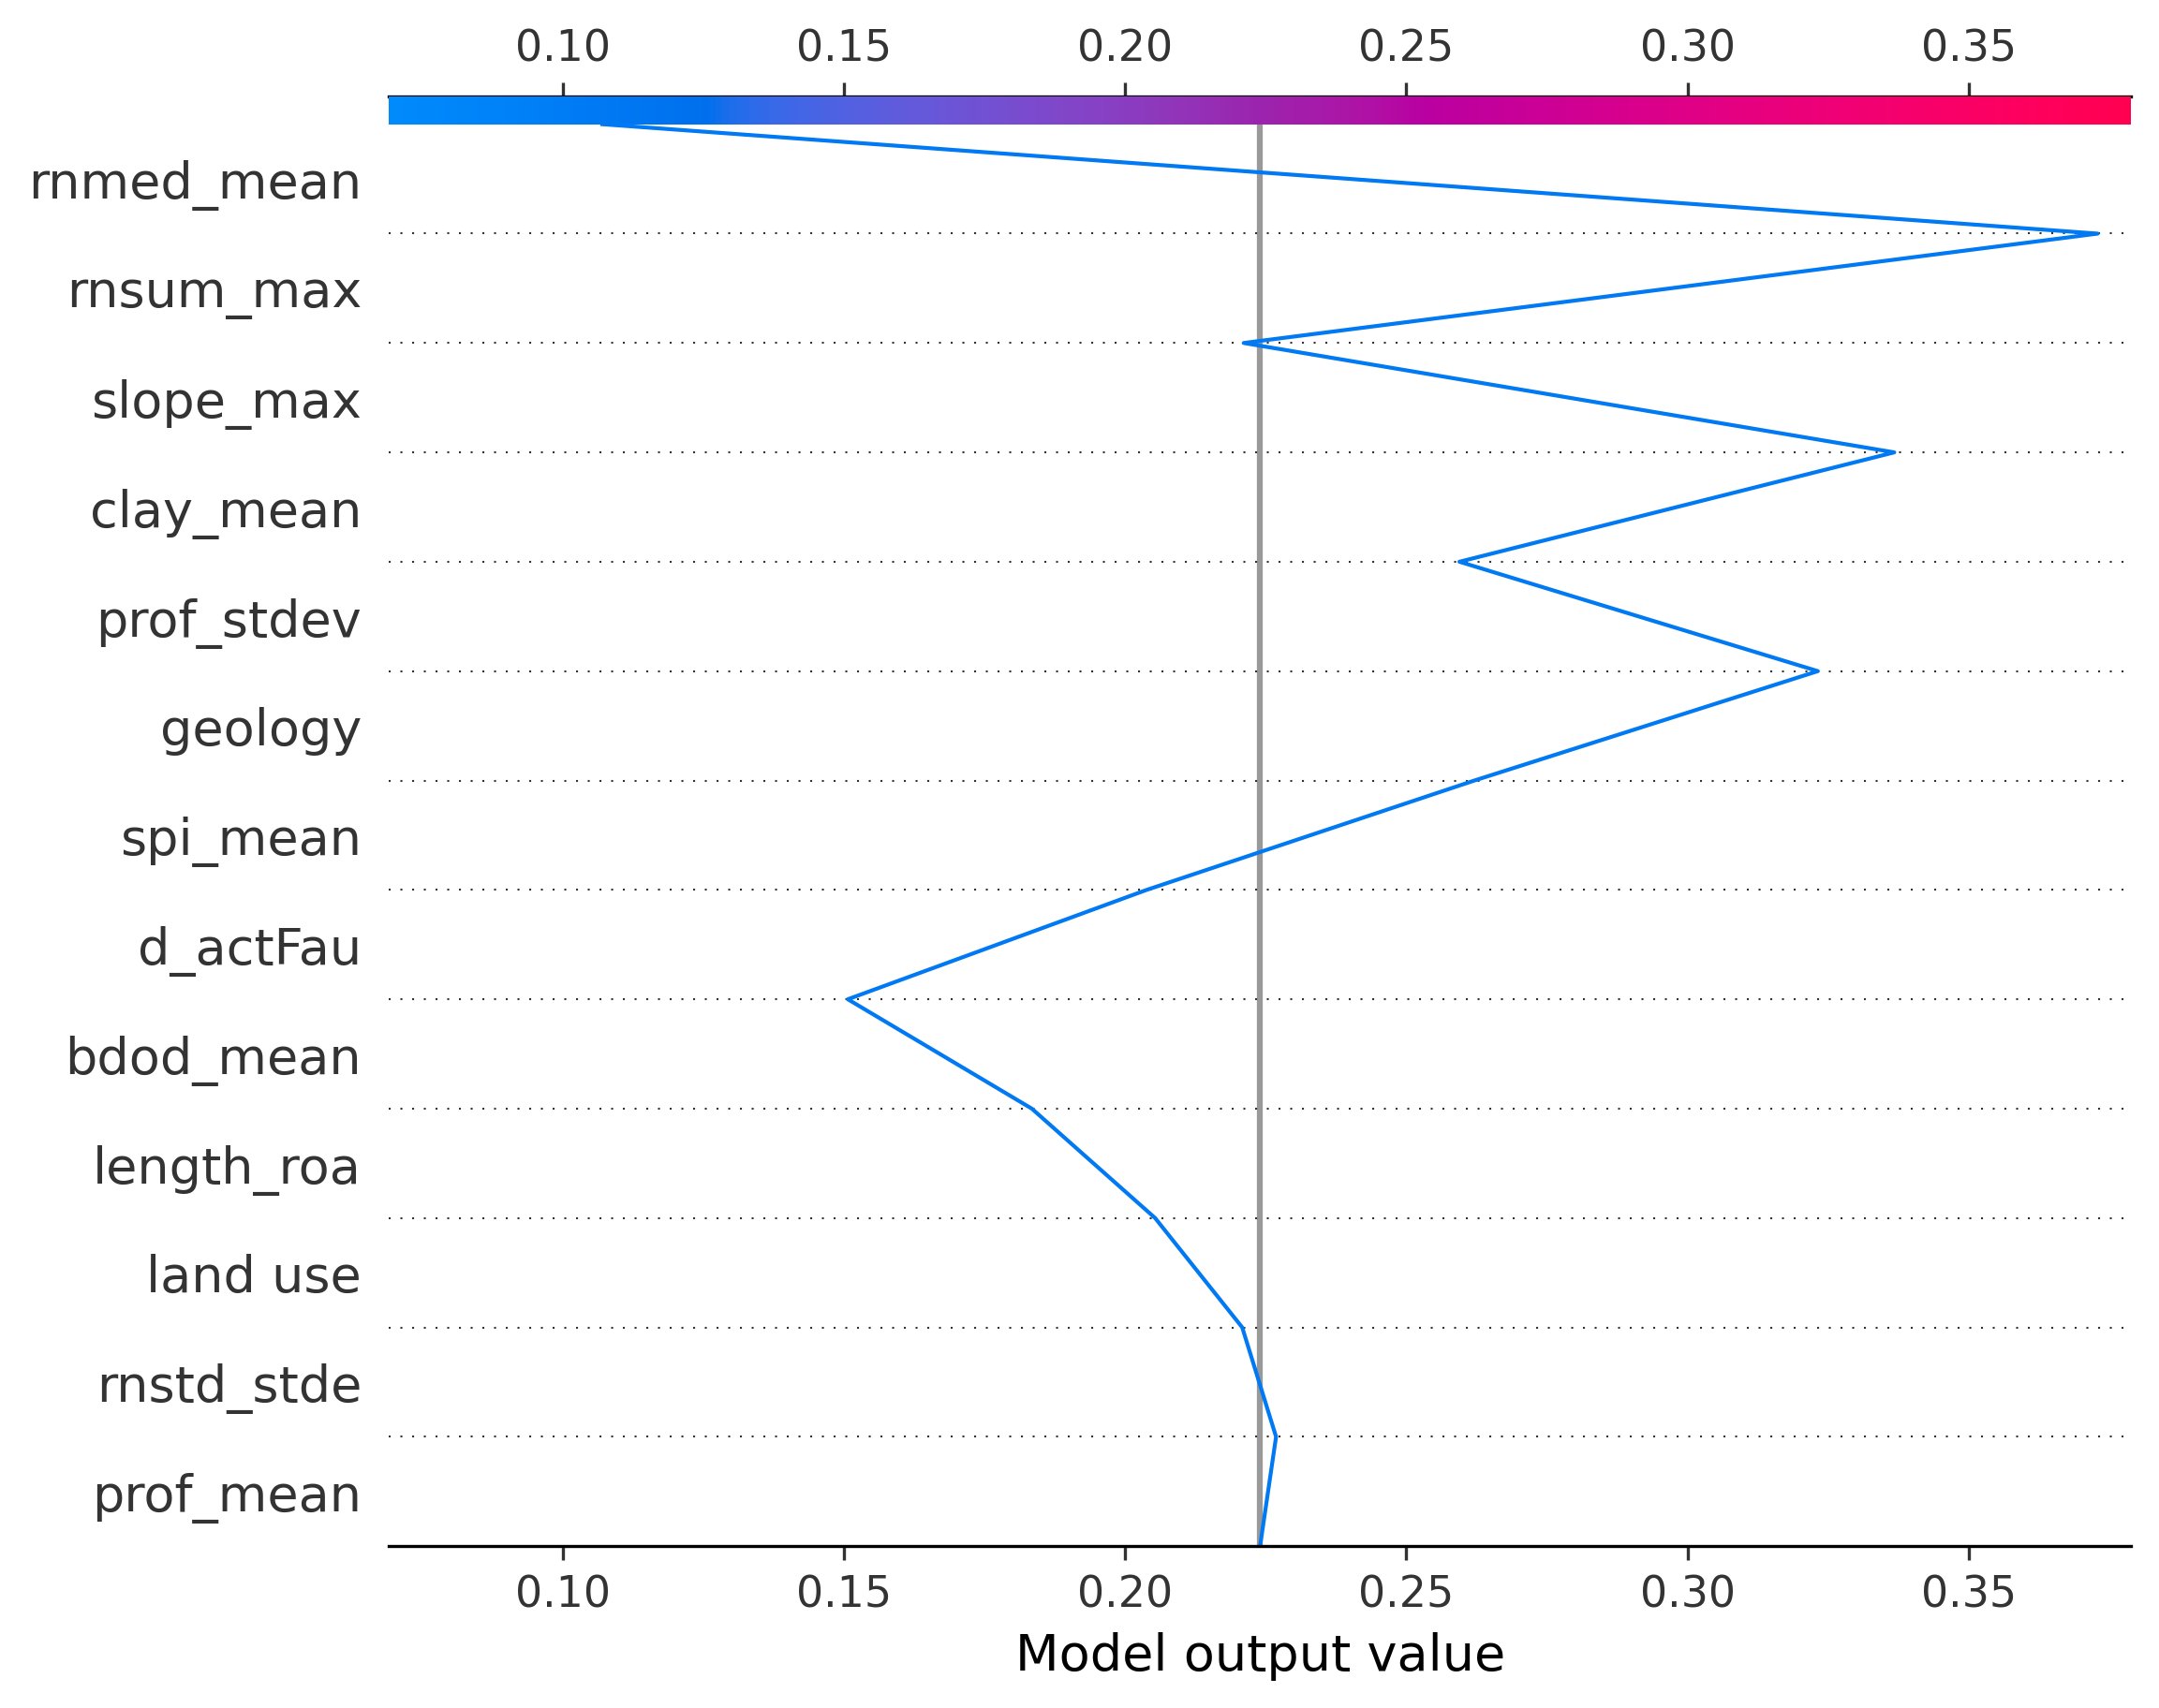 0.10 0.15 0.20 0.25 0.30 0.35
rnmed_mean
rnsum_max
slope_max
clay_mean
prof_stdev
geology
spi_mean
d_actFau
bdod_mean
length_roa
land use
rnstd_stde
prof_mean
0.10 0.15 0.20 0.25 0.30 0.35
Model output value